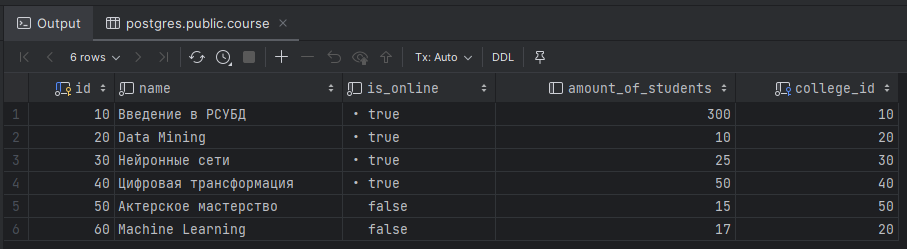 Output postgres.public.course
6 rows Tx: Auto DDL
id name is_online amount_of_students college_id
1 10 Введение в РСУБД true 300 10
2 20 Data Mining true 10 20
3 30 Нейронные сети true 25 30
4 40 Цифровая трансформация true 50 40
5 50 Актерское мастерство false 15 50
6 60 Machine Learning false 17 20